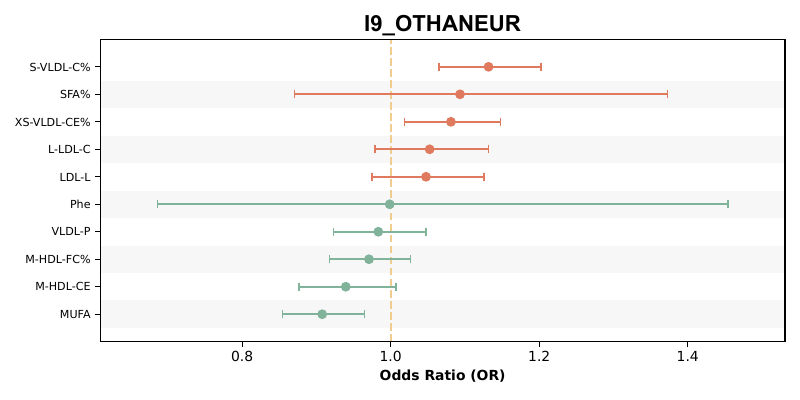 I9_OTHANEUR
S-VLDL-C%
SFA%
XS-VLDL-CE%
L-LDL-C
LDL-L
Phe
VLDL-P
M-HDL-FC%
M-HDL-CE
MUFA
0.8 1.0 1.2 1.4
Odds Ratio (OR)